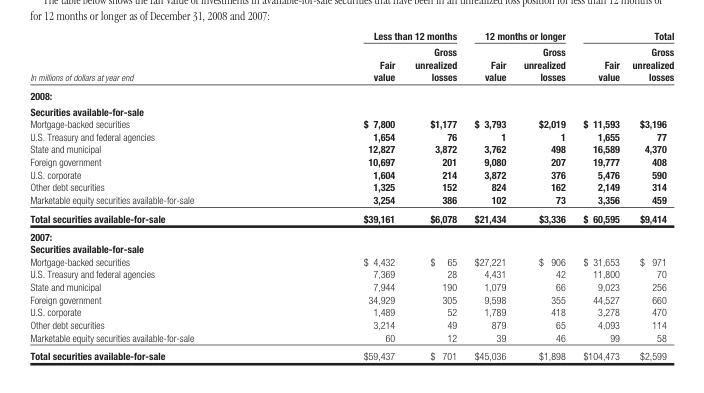 The table below shows the fair value of investments in available-for-sale securities that have been in an unrealized loss position for less than 12 months or
for 12 months or longer as of December 31, 2008 and 2007:
Less than 12 months 12 months or longer Total
Gross Gross Gross
Fair unrealized Fair unrealized Fair unrealized
In millions of dollars at year end value losses value losses value losses
2008:
Securities available-for-sale
Mortgage-backed securities $ 7,800 $1,177 $ 3,793 $2,019 $ 11,593 $3,196
U.S. Treasury and federal agencies 1,654 76 1 1 1,655 77
State and municipal 12,827 3,872 3,762 498 16,589 4,370
Foreign government 10,697 201 9,080 207 19,777 408
U.S. corporate 1,604 214 3,872 376 5,476 590
Other debt securities 1,325 152 824 162 2,149 314
Marketable equity securities available-for-sale 3,254 386 102 73 3,356 459
Total securities available-for-sale $39,161 $6,078 $21,434 $3,336 $ 60,595 $9,414
2007:
Securities available-for-sale
Mortgage-backed securities $ 4,432 $ 65 $27,221 $ 906 $ 31,653 $ 971
U.S. Treasury and federal agencies 7,369 28 4,431 42 11,800 70
State and municipal 7,944 190 1,079 66 9,023 256
Foreign government 34,929 305 9,598 355 44,527 660
U.S. corporate 1,489 52 1,789 418 3,278 470
Other debt securities 3,214 49 879 65 4,093 114
Marketable equity securities available-for-sale 60 12 39 46 99 58
Total securities available-for-sale $59,437 $ 701 $45,036 $1,898 $104,473 $2,599